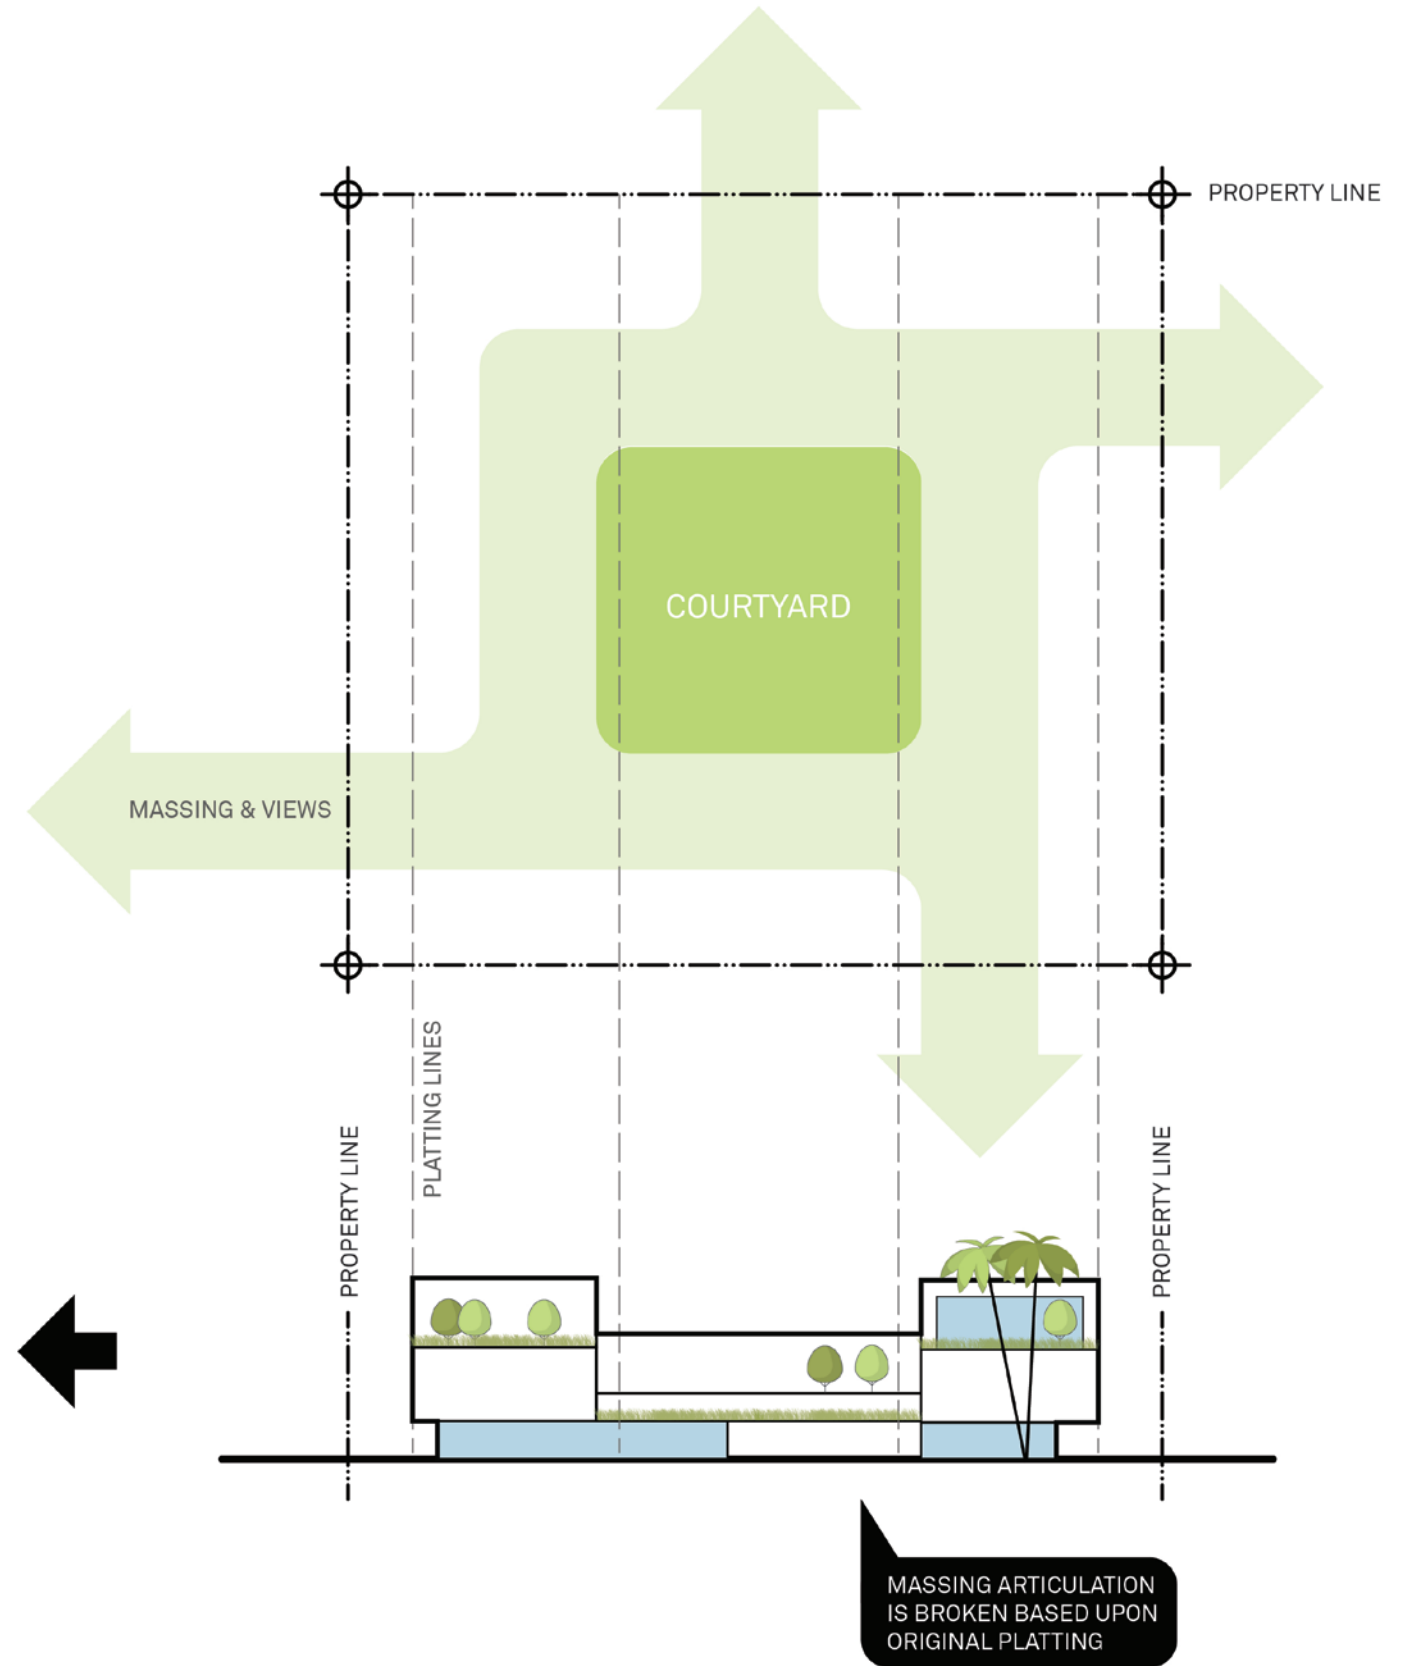 PROPERTY LINE
COURTYARD
MASSING & VIEWS
PLATTING LINES
PROPERTY LINE
PROPERTY LINE
MASSING ARTICULATION
IS BROKEN BASED UPON
ORIGINAL PLATTING